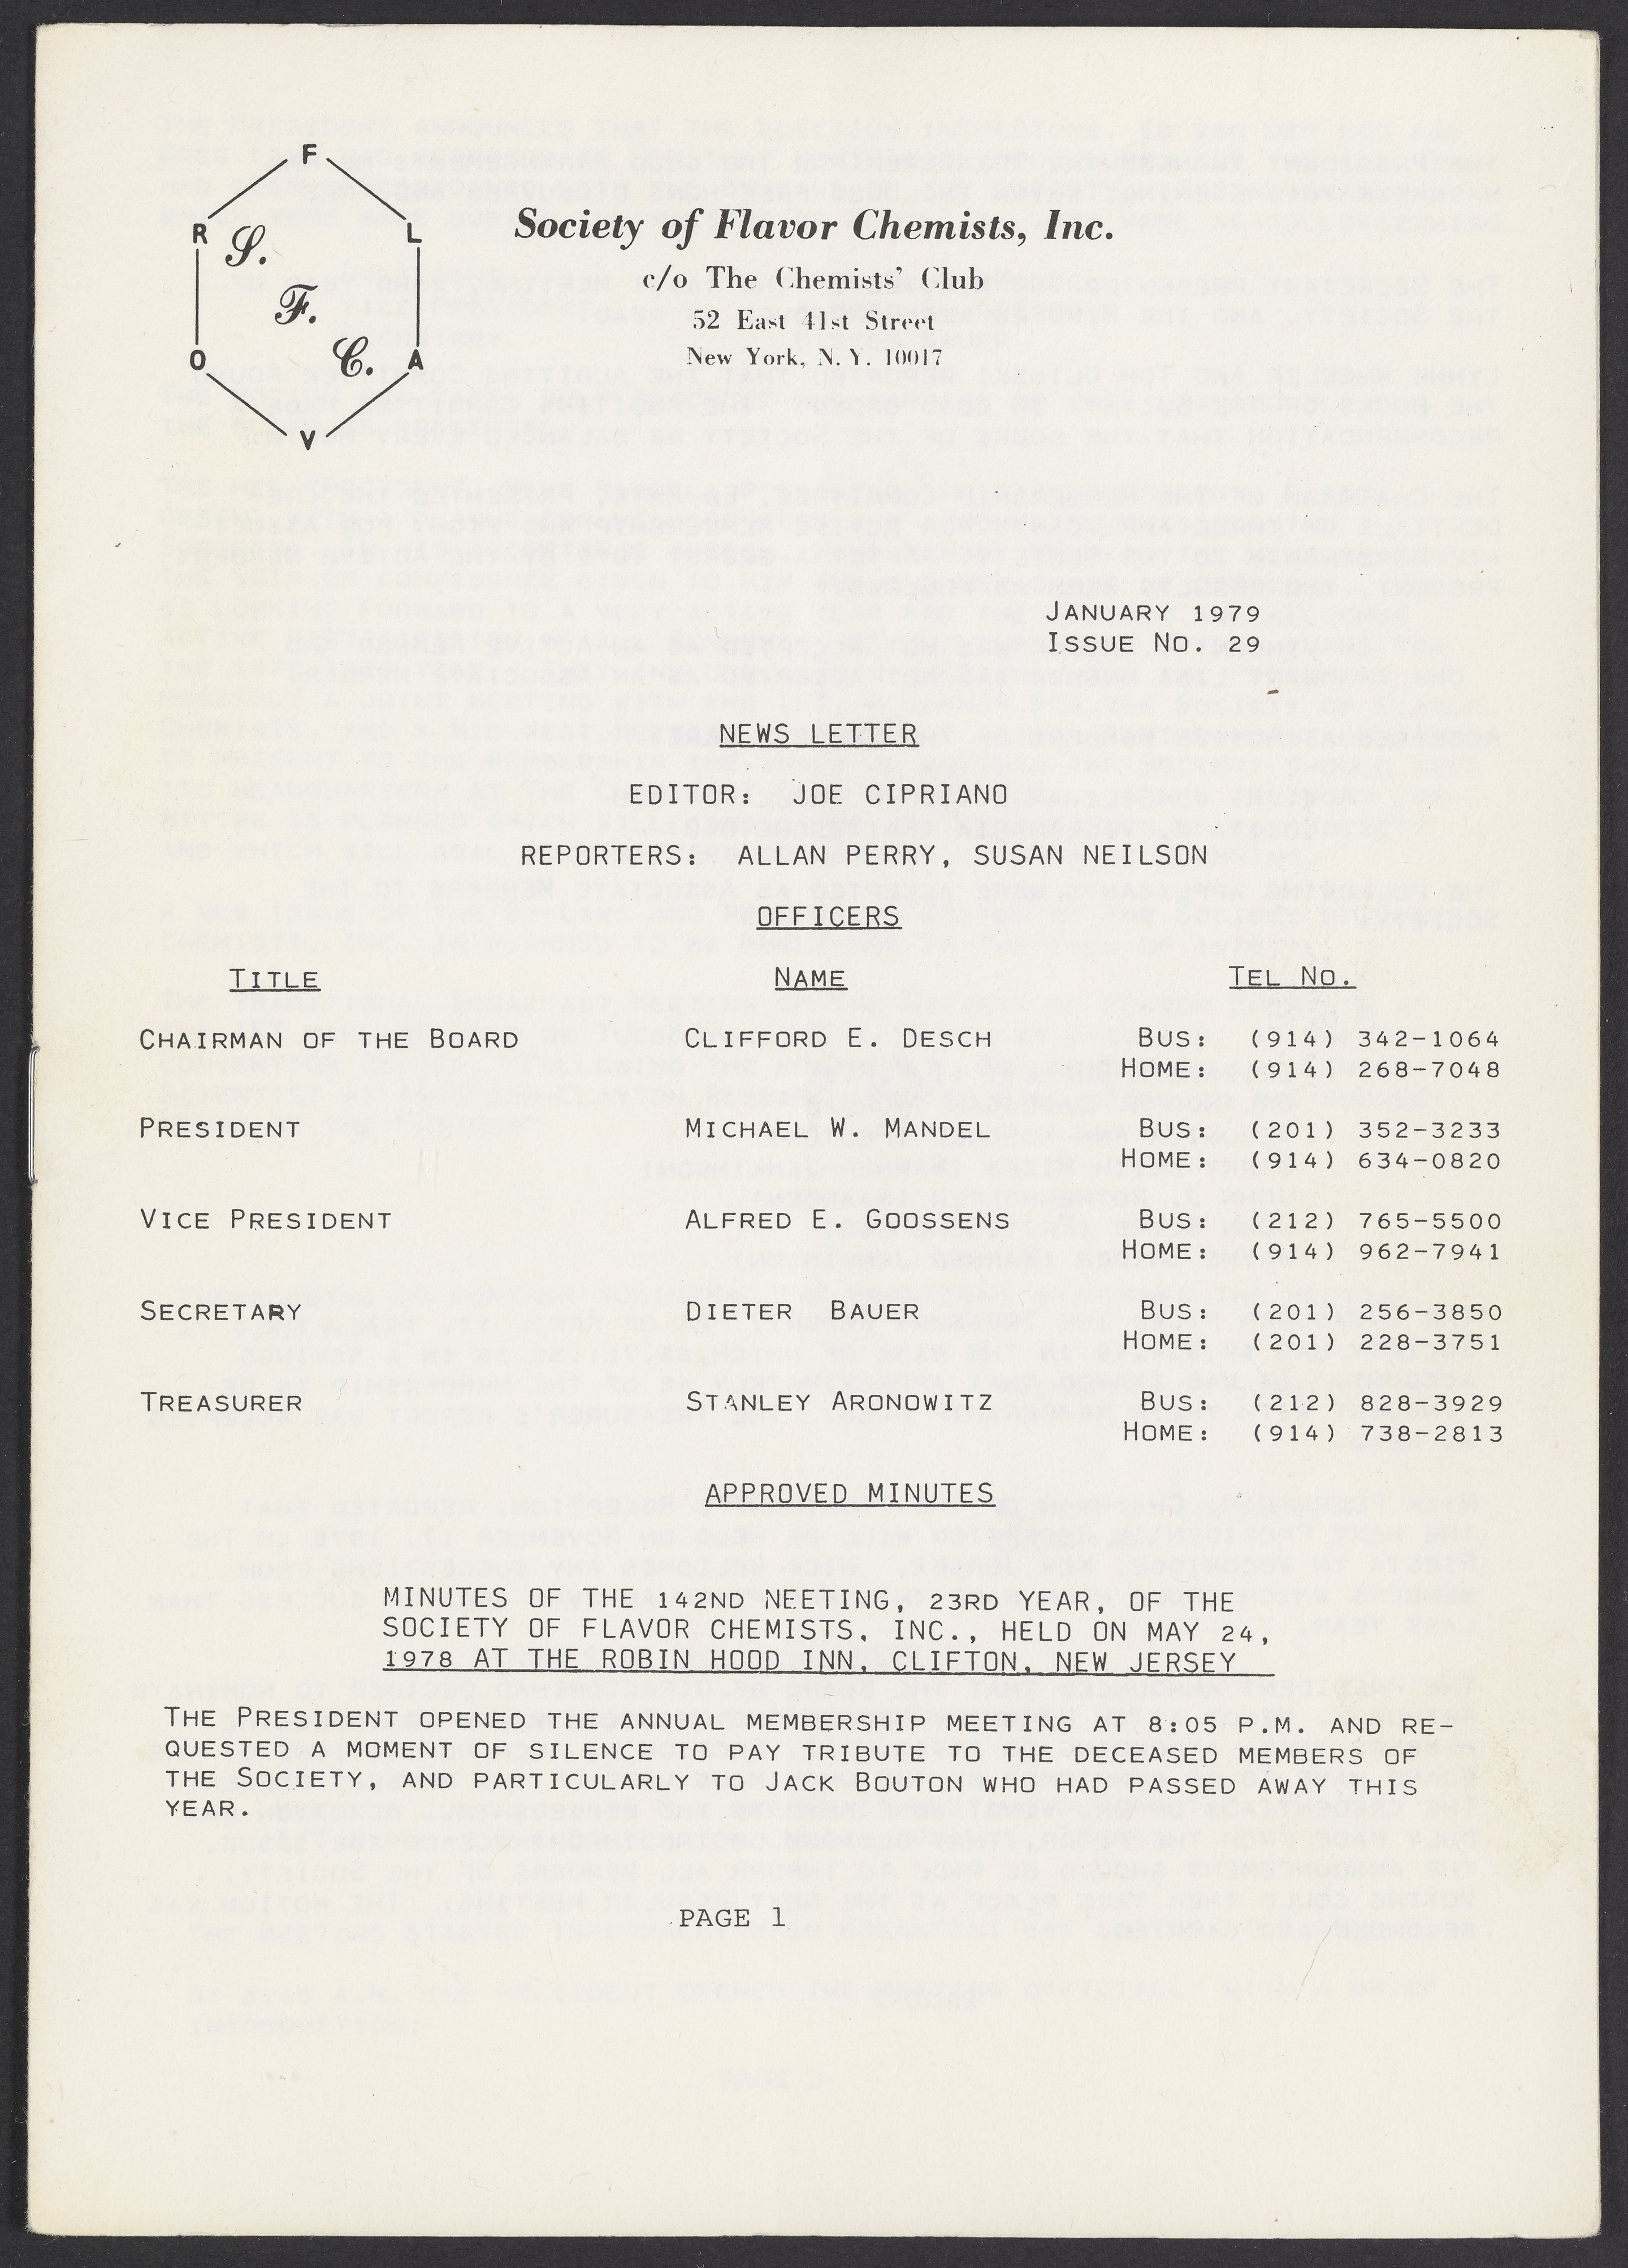 F
R L
S.
F.
C.
O A
V
Society of Flavor Chemists, Inc.
c/o The Chemists' Club
52 East 41st Street
New York, N. Y. 10017
JANUARY 1979
ISSUE NO. 29
NEWS LETTER
EDITOR: JOE CIPRIANO
REPORTERS: ALLAN PERRY, SUSAN NEILSON
OFFICERS
TITLE NAME TEL NO.
CHAIRMAN OF THE BOARD CLIFFORD E. DESCH BUS: (914) 342-1064
HOME: (914) 268-7048
PRESIDENT MICHAEL W. MANDEL BUS: (201) 352-3233
HOME: (914) 634-0820
VICE PRESIDENT ALFRED E. GOOSSENS BUS: (212) 765-5500
HOME: (914) 962-7941
SECRETARY DIETER BAUER BUS: (201) 256-3850
HOME: (201) 228-3751
TREASURER STANLEY ARONOWITZ BUS: (212) 828-3929
HOME: (914) 738-2813
APPROVED MINUTES
MINUTES OF THE 142ND NEETING, 23RD YEAR, OF THE
SOCIETY OF FLAVOR CHEMISTS, INC., HELD ON MAY 24,
1978 AT THE ROBIN HOOD INN, CLIFTON, NEW JERSEY
THE PRESIDENT OPENED THE ANNUAL MEMBERSHIP MEETING AT 8:05 P.M. AND RE-
QUESTED A MOMENT OF SILENCE TO PAY TRIBUTE TO THE DECEASED MEMBERS OF
THE SOCIETY, AND PARTICULARLY TO JACK BOUTON WHO HAD PASSED AWAY THIS
YEAR.
PAGE 1